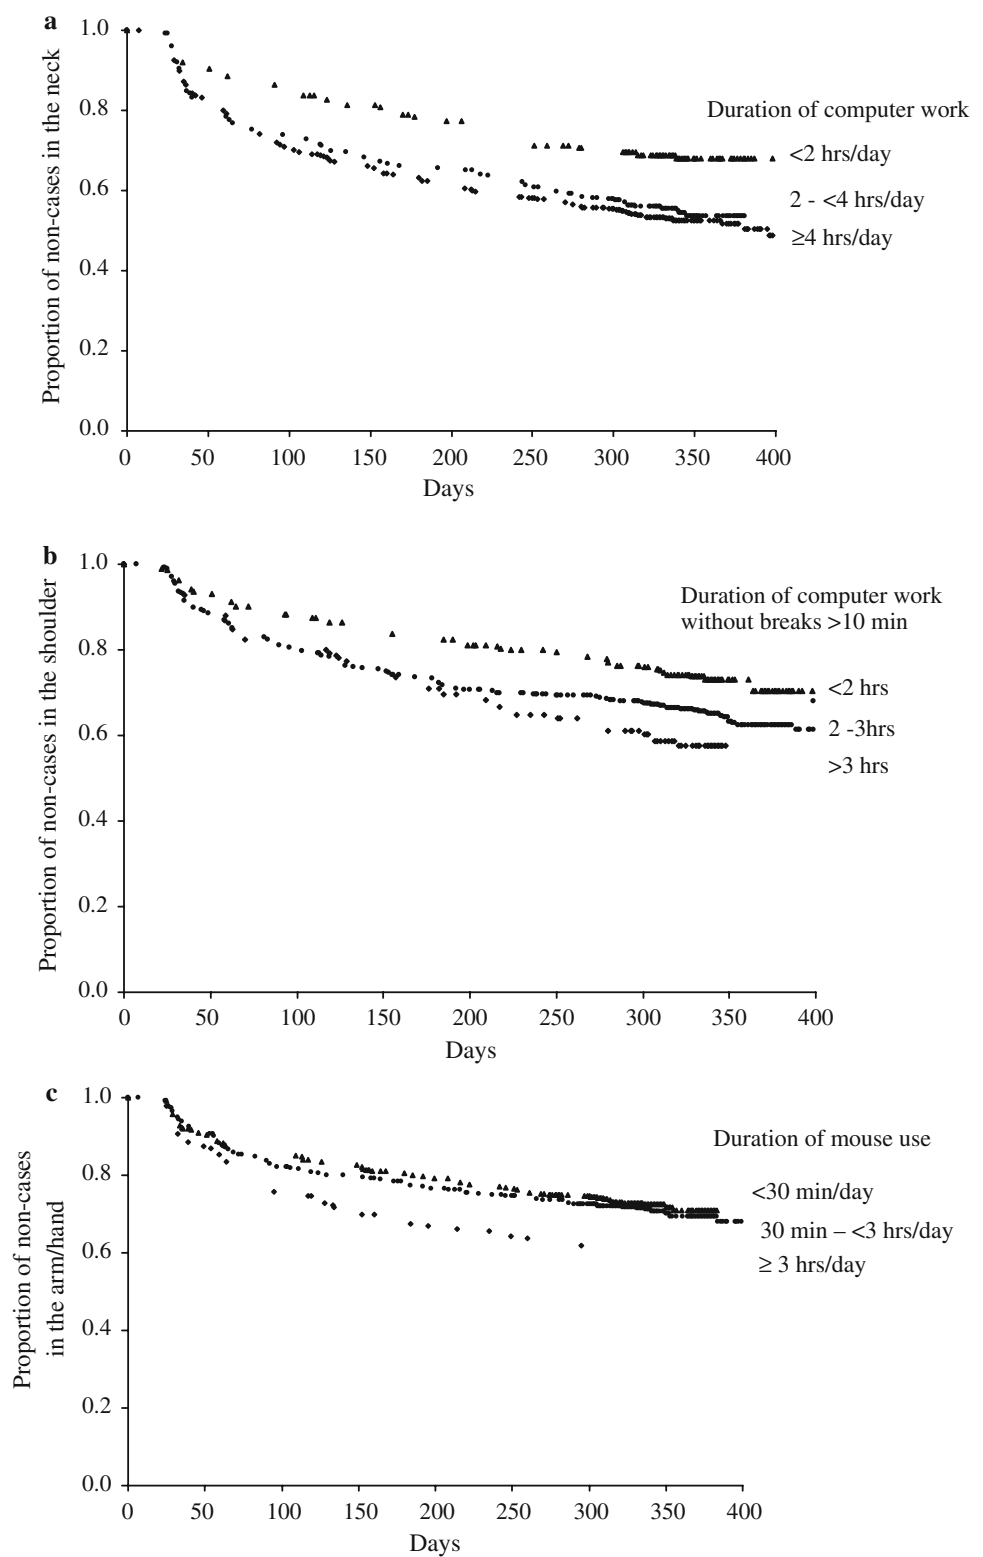 a
Proportion of non-cases in the neck
1.0
0.8
0.6
0.4
0.2
0.0
0 50 100 150 200 250 300 350 400
Days
Duration of computer work
<2 hrs/day
2 - <4 hrs/day
≥4 hrs/day
b
Proportion of non-cases in the shoulder
1.0
0.8
0.6
0.4
0.2
0.0
0 50 100 150 200 250 300 350 400
Days
Duration of computer work
without breaks >10 min
<2 hrs
2 -3hrs
>3 hrs
c
Proportion of non-cases
in the arm/hand
1.0
0.8
0.6
0.4
0.2
0.0
0 50 100 150 200 250 300 350 400
Days
Duration of mouse use
<30 min/day
30 min – <3 hrs/day
≥ 3 hrs/day